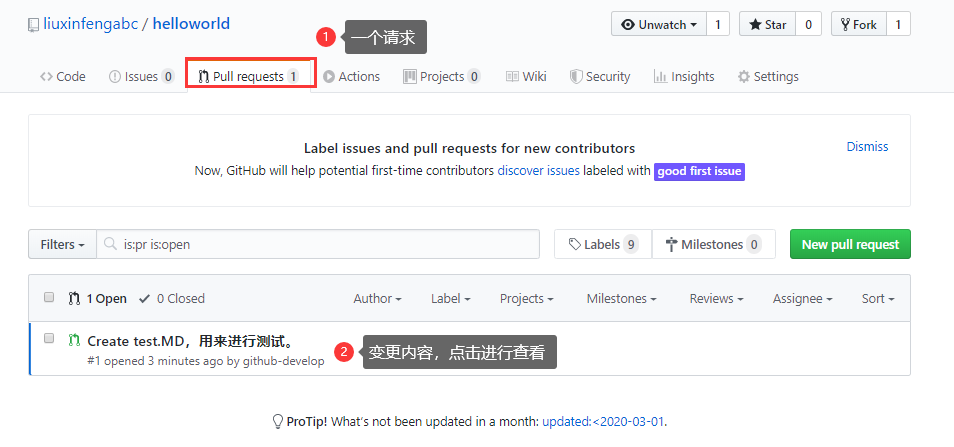 liuxinfengabc / helloworld
Unwatch 1 Star 0 Fork 1
1 一个请求
Code Issues 0 Pull requests 1 Actions Projects 0 Wiki Security Insights Settings
Label issues and pull requests for new contributors
Dismiss
Now, GitHub will help potential first-time contributors discover issues labeled with good first issue
Filters is:pr is:open Labels 9 Milestones 0 New pull request
1 Open 0 Closed Author Label Projects Milestones Reviews Assignee Sort
Create test.MD，用来进行测试。
#1 opened 3 minutes ago by github-develop
2 变更内容，点击进行查看
ProTip! What's not been updated in a month: updated:<2020-03-01.